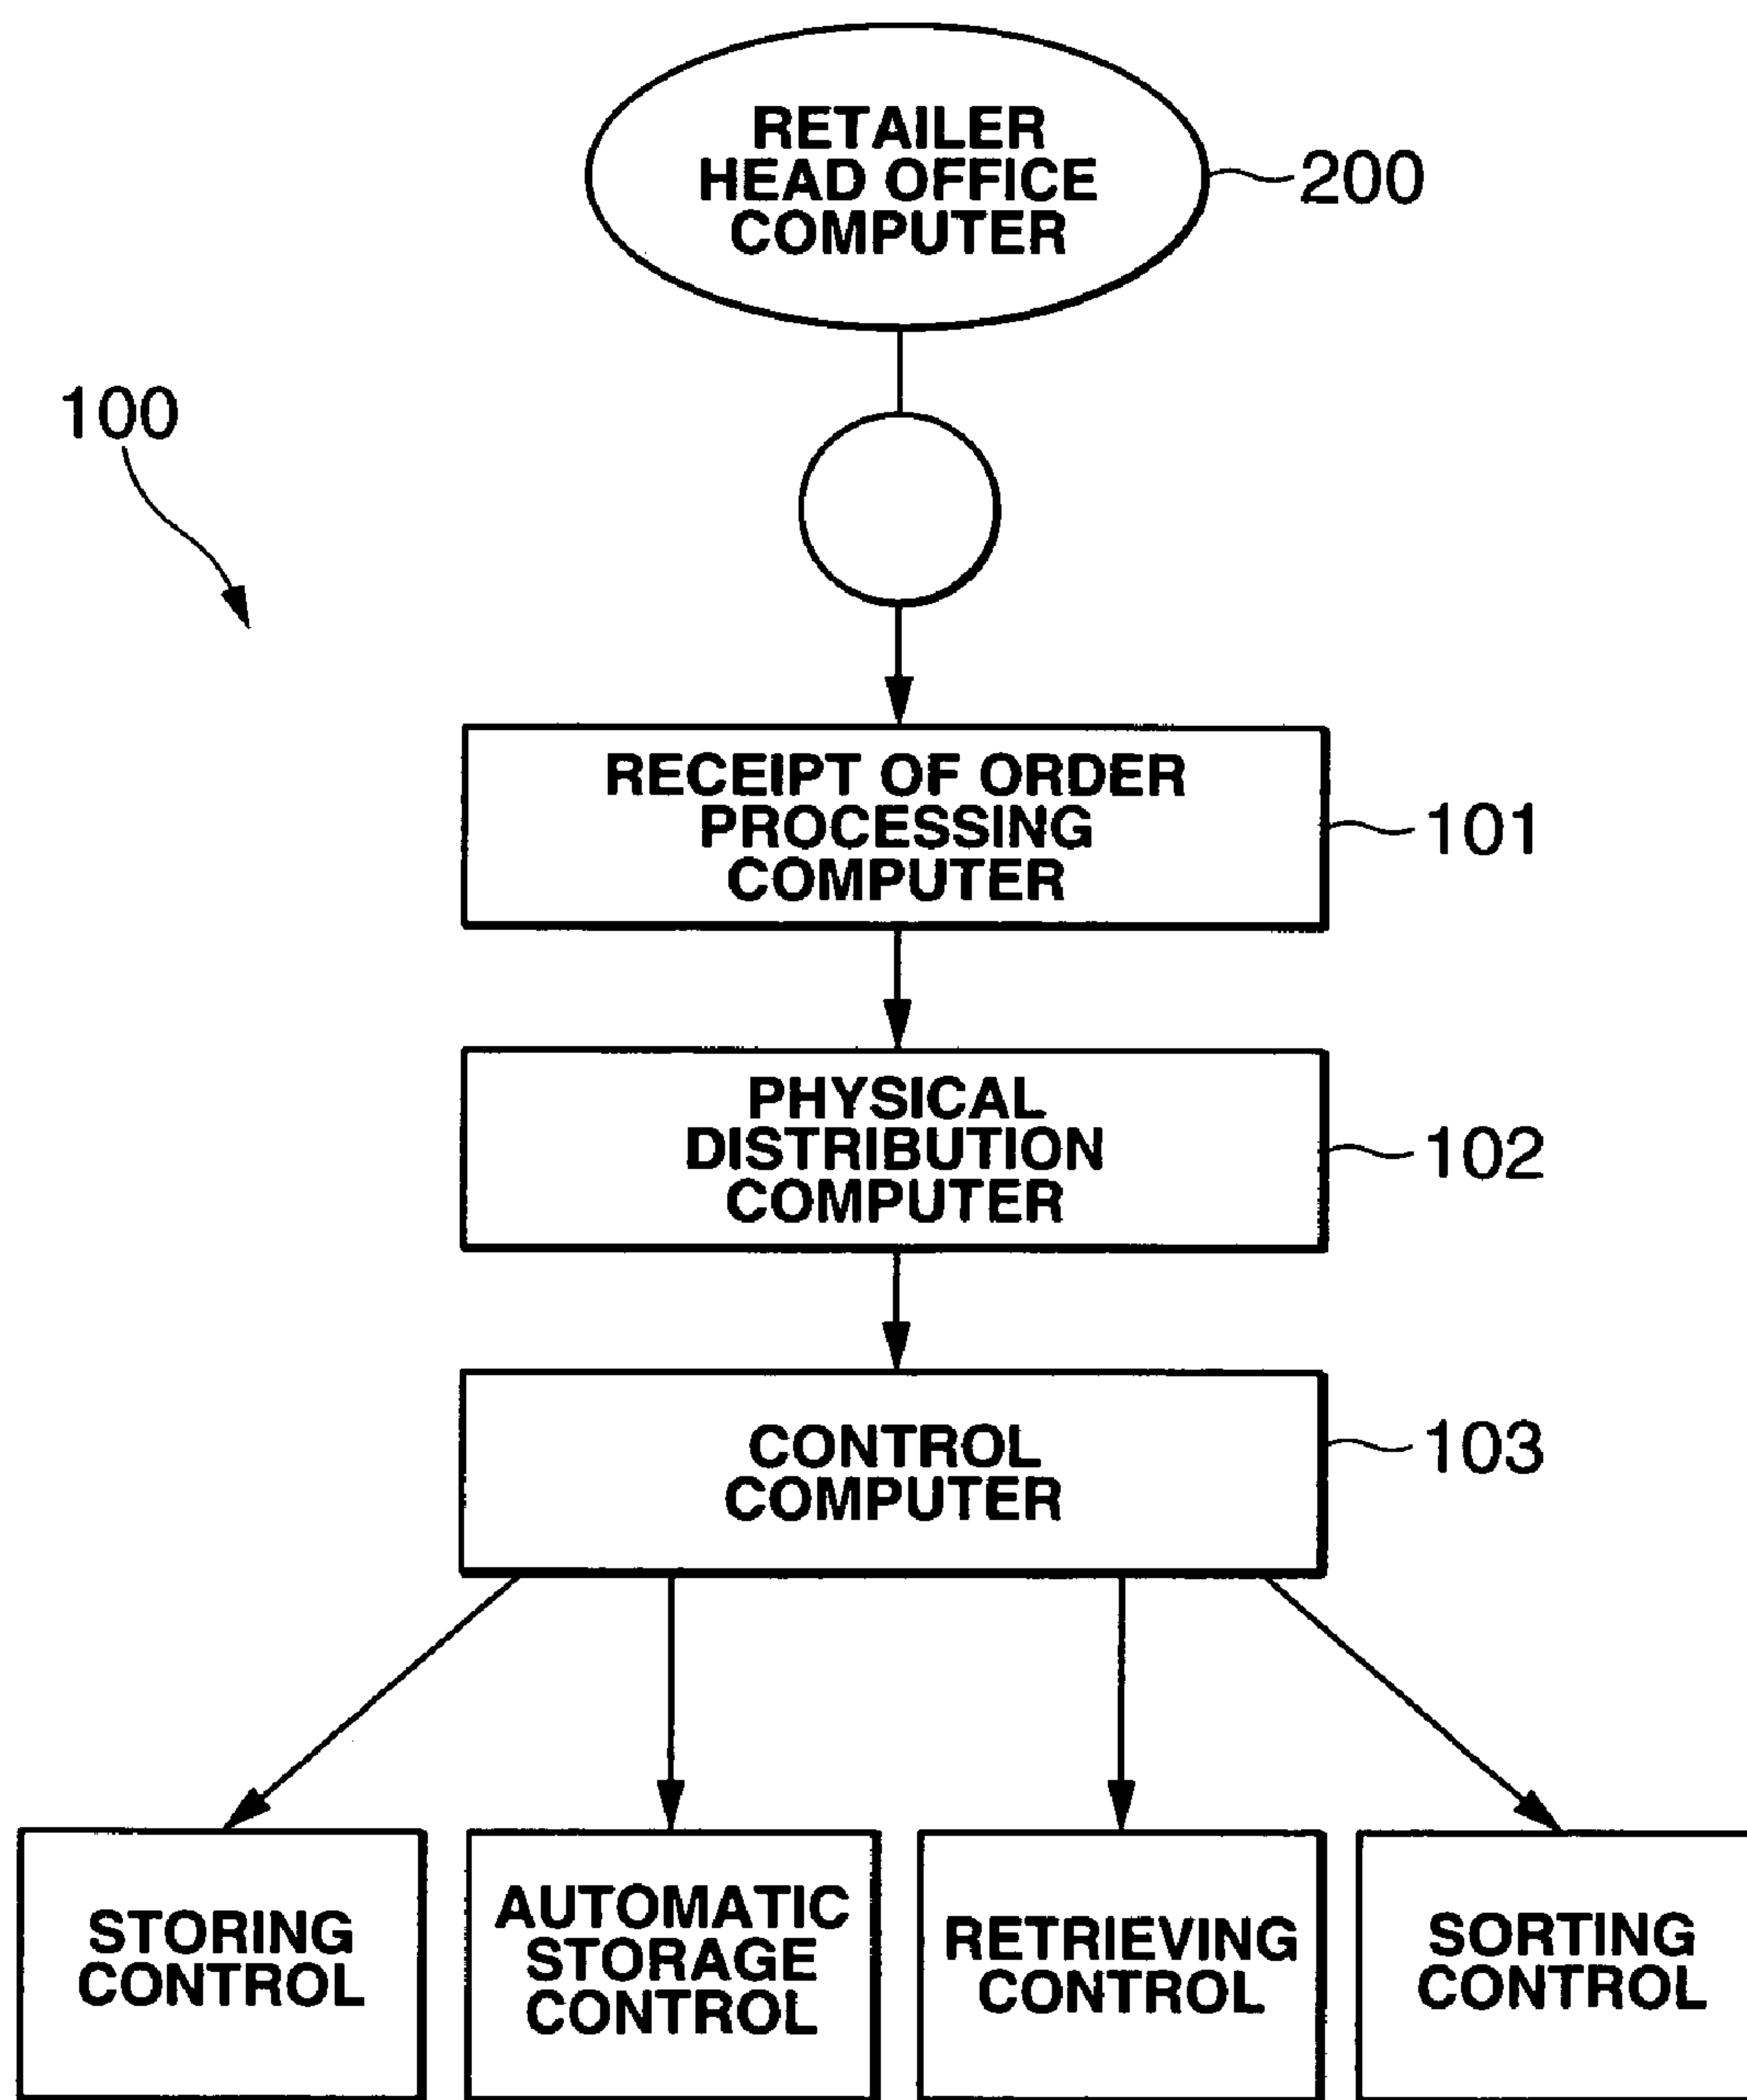 RETAILER
HEAD OFFICE
COMPUTER
200
100
RECEIPT OF ORDER
PROCESSING
COMPUTER
101
PHYSICAL
DISTRIBUTION
COMPUTER
102
CONTROL
COMPUTER
103
STORING
CONTROL
AUTOMATIC
STORAGE
CONTROL
RETRIEVING
CONTROL
SORTING
CONTROL